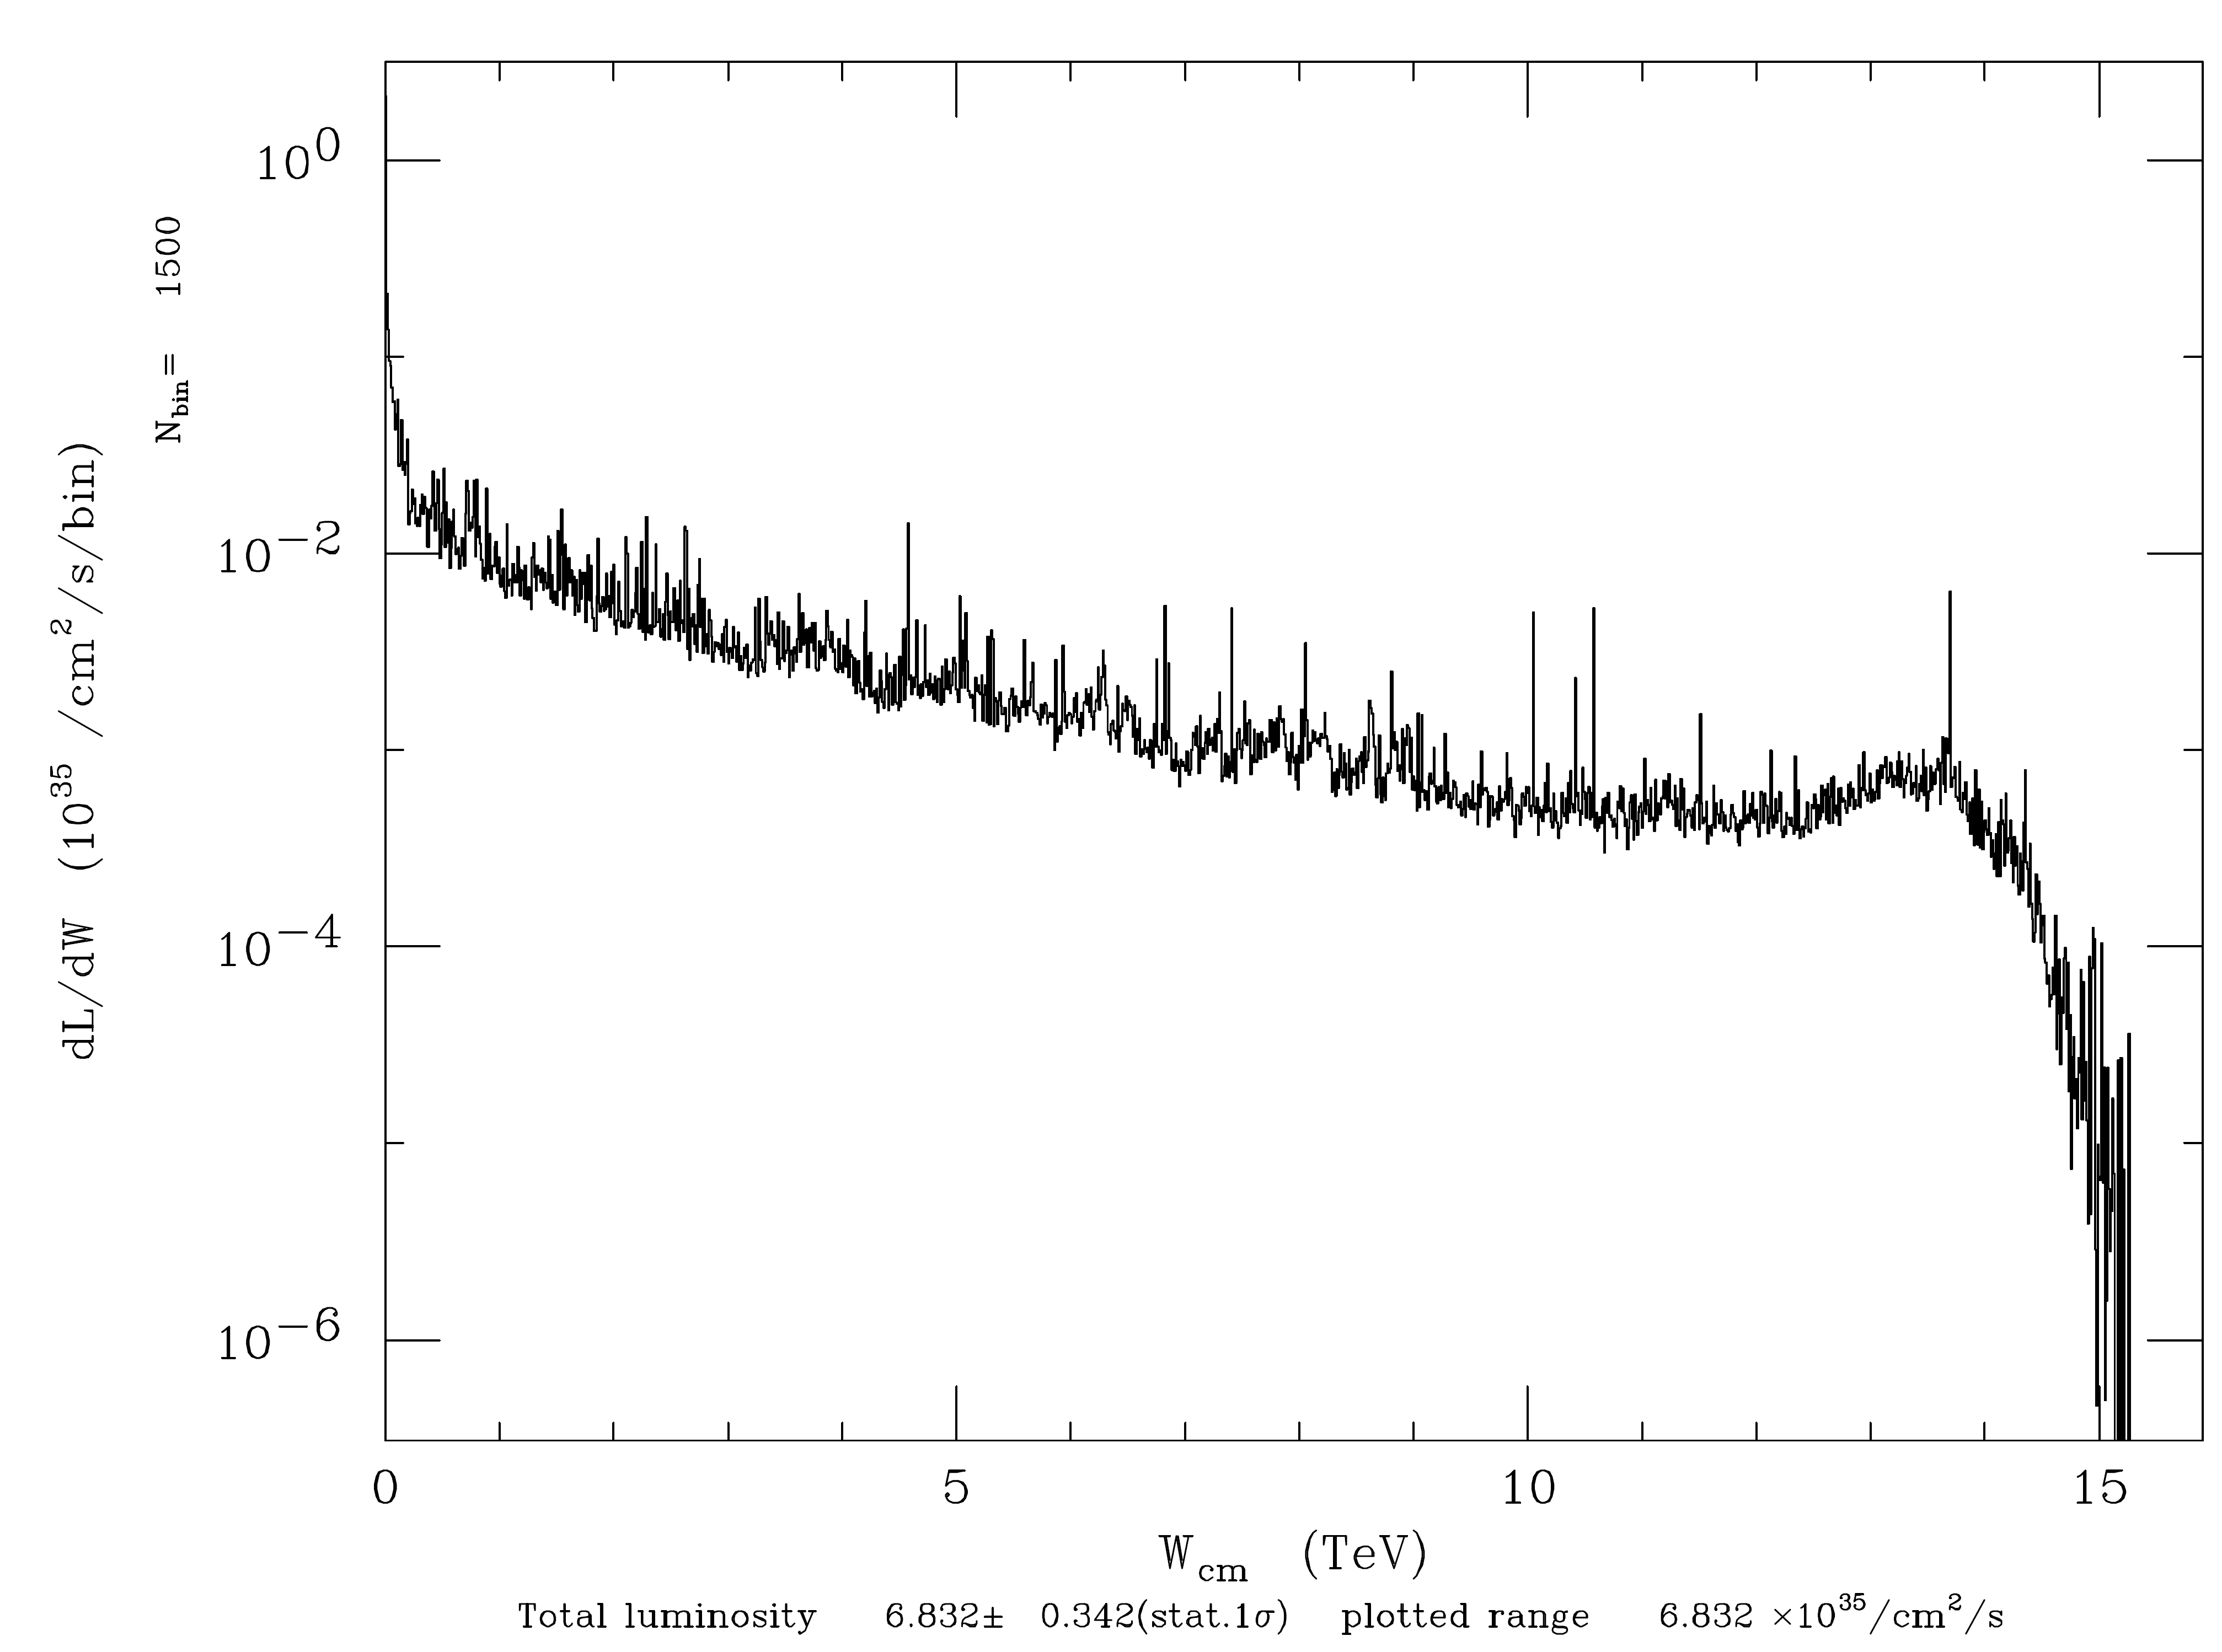 N_bin= 1500
dL/dW (10^35 /cm^2/s/bin)
10^0
10^−2
10^−4
10^−6
0 5 10 15
W_cm (TeV)
Total luminosity 6.832± 0.342(stat.1σ) plotted range 6.832 ×10^35/cm^2/s